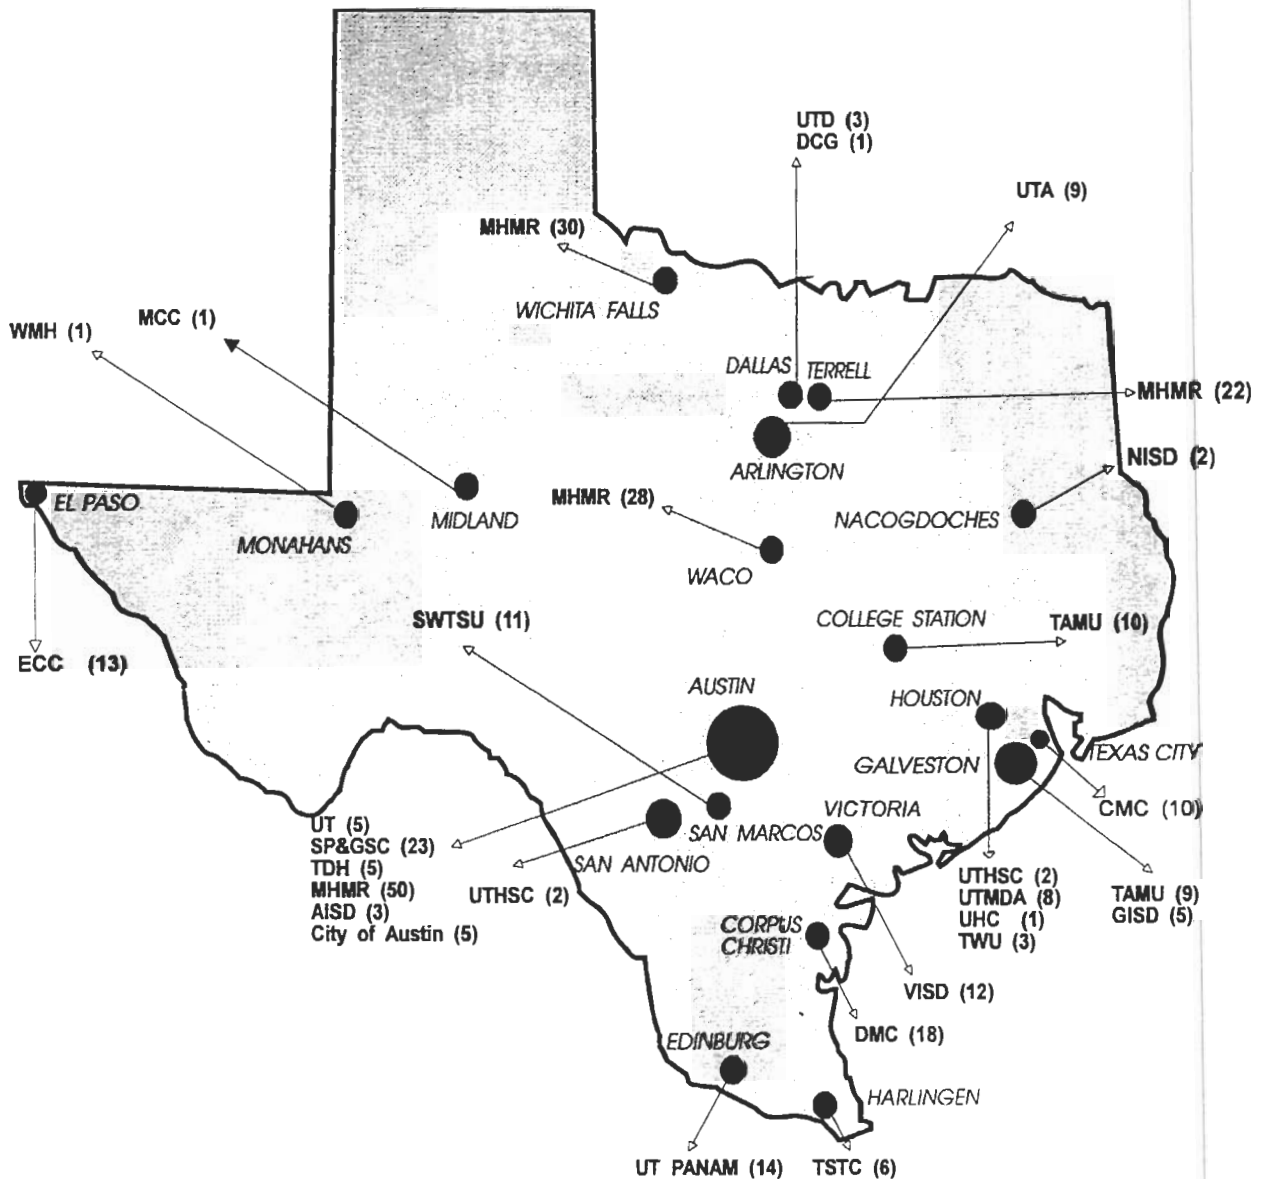 UTD (3)
DCG (1)
UTA (9)
MHMR (30)
WICHITA FALLS
MCC (1)
WMH (1)
DALLAS
TERRELL
MHMR (22)
ARLINGTON
NISD (2)
EL PASO
MIDLAND
MHMR (28)
NACOGDOCHES
MONAHANS
WACO
SWTSU (11)
COLLEGE STATION
TAMU (10)
ECC (13)
AUSTIN
HOUSTON
TEXAS CITY
GALVESTON
CMC (10)
VICTORIA
SAN MARCOS
SAN ANTONIO
UT (5)
SP&GSC (23)
TDH (5)
MHMR (50)
AISD (3)
City of Austin (5)
UTHSC (2)
UTHSC (2)
UTMDA (8)
UHC (1)
TWU (3)
TAMU (9)
GISD (5)
CORPUS
CHRISTI
VISD (12)
DMC (18)
EDINBURG
HARLINGEN
UT PANAM (14)
TSTC (6)